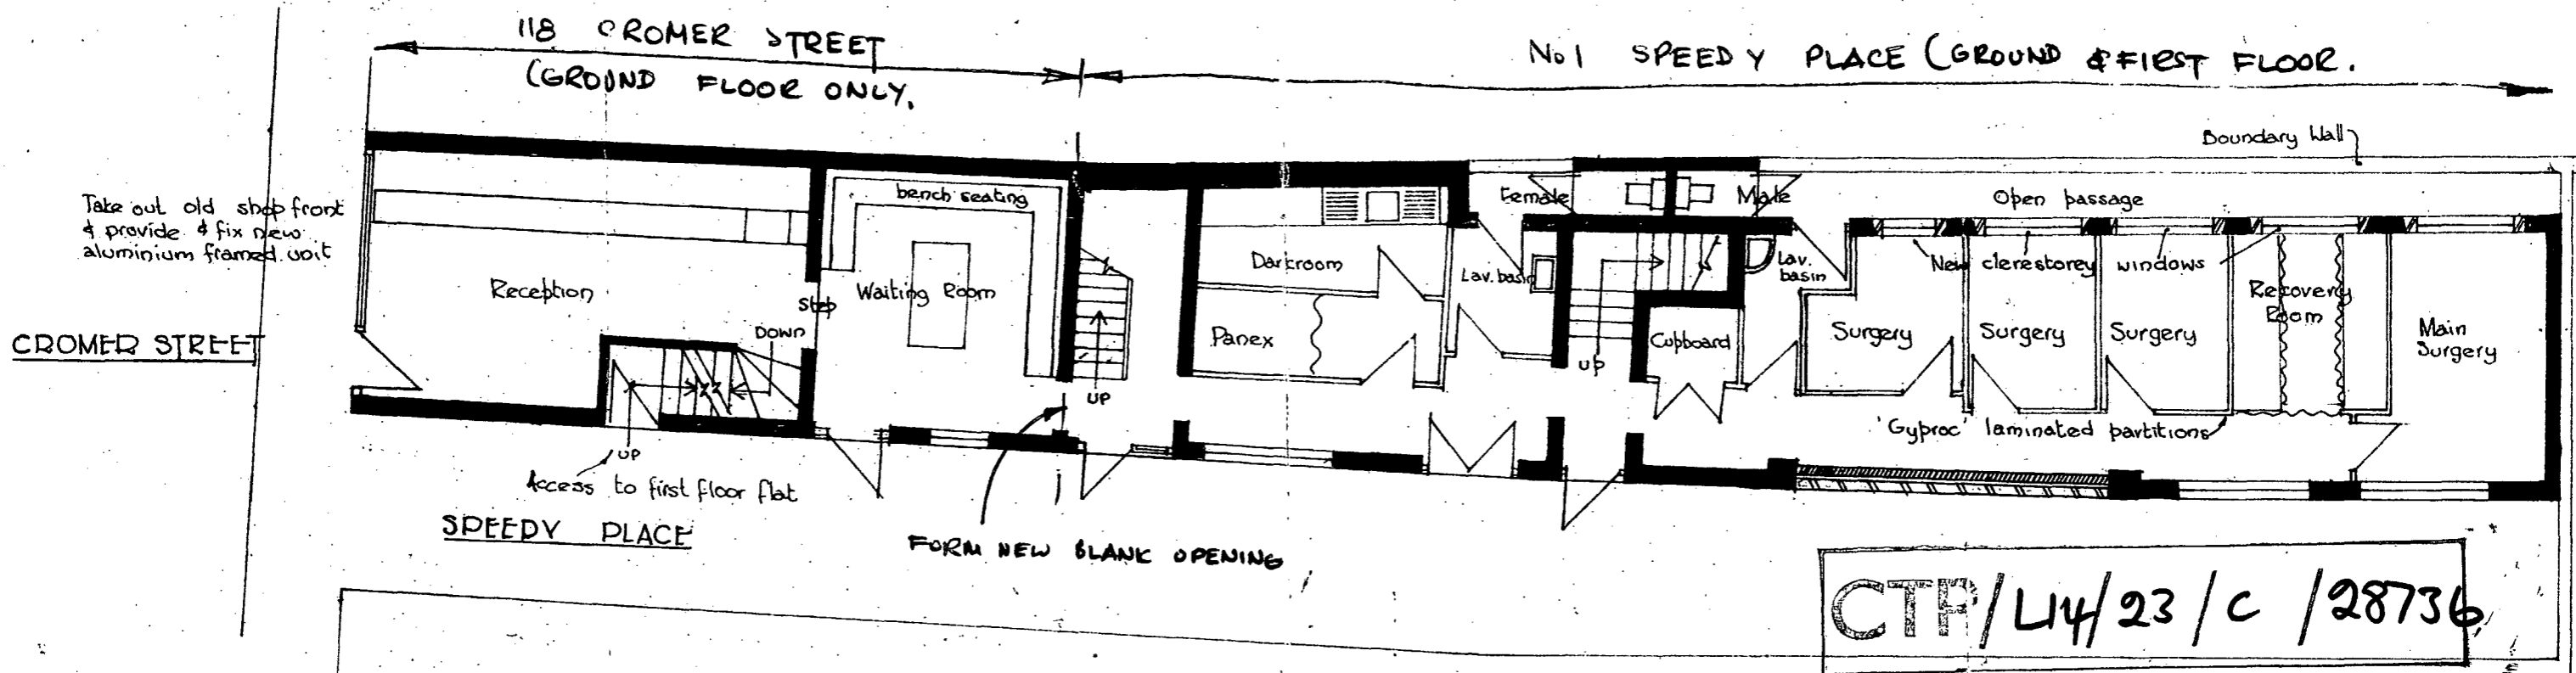 118 CROMER STREET
(GROUND FLOOR ONLY.
No 1 SPEEDY PLACE (GROUND & FIRST FLOOR.
Boundary Wall
Take out old shop front
& provide & fix new
aluminium framed unit
CROMER STREET
Reception
Step
DOWN
UP
Access to first floor flat
SPEEDY PLACE
bench seating
Waiting Room
UP
FORM NEW BLANK OPENING
Darkroom
Panex
Female
Male
Lav. basin
UP
Cupboard
Lav.
basin
Open passage
New clerestorey windows
Surgery
Surgery
Surgery
Recovery
Room
Main
Surgery
'Gyproc' laminated partitions
CTP/L14/23/C/28736